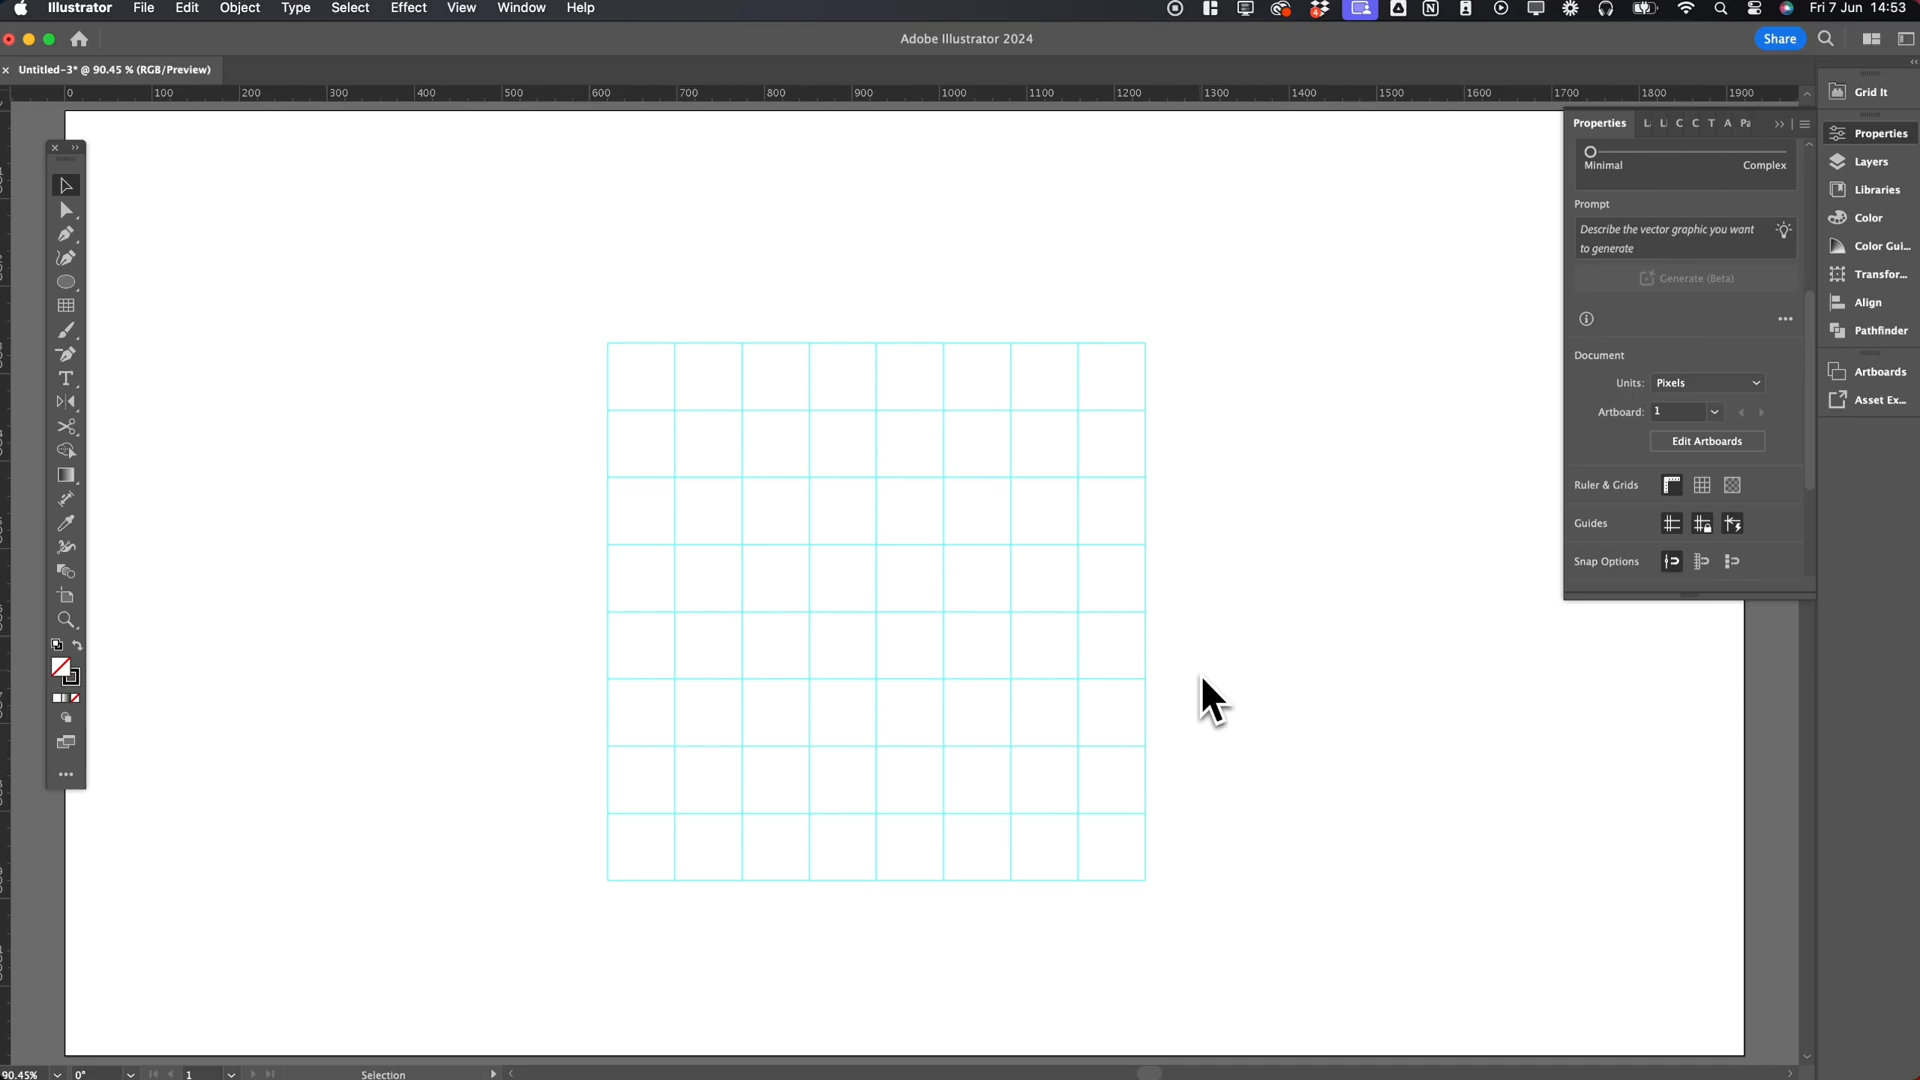 Illustrator File Edit Object Type Select Effect View Window Help
4
Fri 7 Jun 14:53
Adobe Illustrator 2024
Share
Untitled-3* @ 90.45 % (RGB/Preview)
0 100 200 300 400 500 600 700 800 900 1000 1100 1200 1300 1400 1500 1600 1700 1800 1900
Grid It
Properties L L C C T A Pa
Properties
Minimal Complex
Layers
Libraries
Prompt
Color
Describe the vector graphic you want
to generate
Color Gui...
Transfor...
Generate (Beta)
Align
Pathfinder
Document
Artboards
Units: Pixels
Asset Ex...
Artboard: 1
Edit Artboards
Ruler & Grids
Guides
Snap Options
90.45% 0° 1 Selection